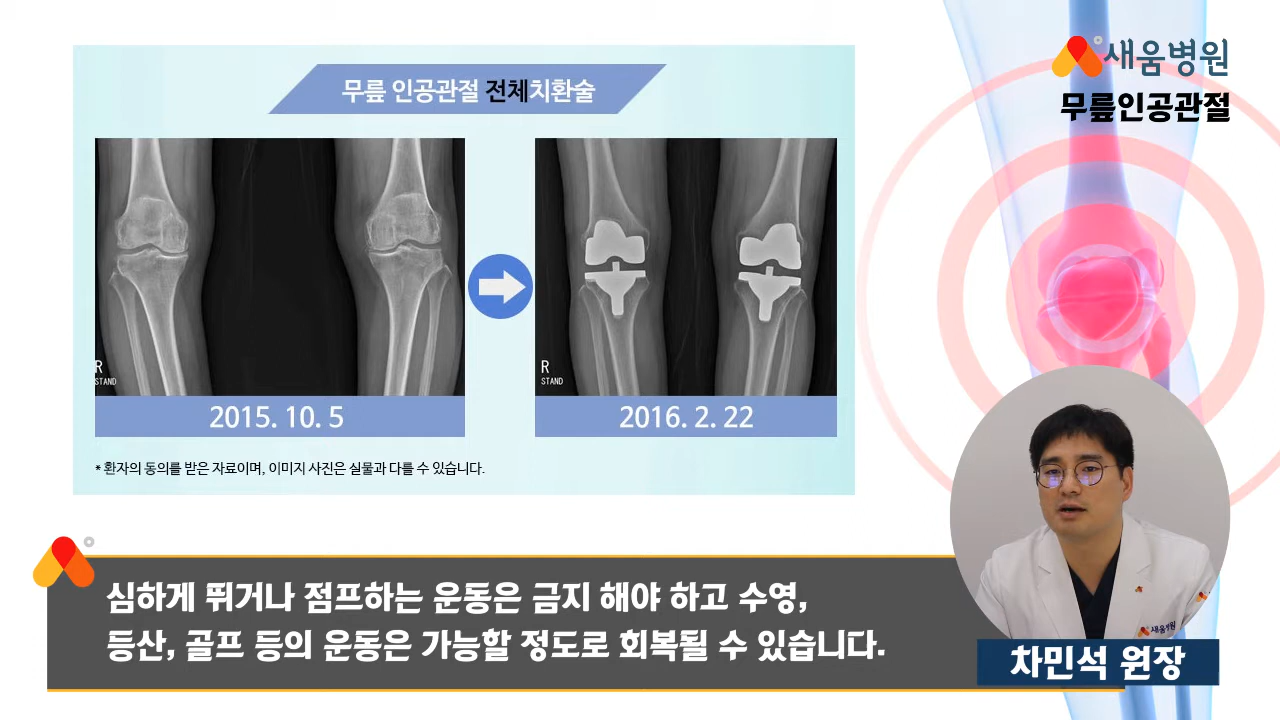 새움병원
무릎인공관절
무릎 인공관절 전체치환술
R
STAND
R
STAND
2015. 10. 5
2016. 2. 22
* 환자의 동의를 받은 자료이며, 이미지 사진은 실물과 다를 수 있습니다.
심하게 뛰거나 점프하는 운동은 금지 해야 하고 수영,
등산, 골프 등의 운동은 가능할 정도로 회복될 수 있습니다.
새움병원
차민석 원장